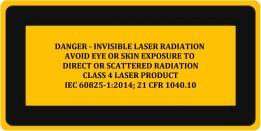 DANGER - INVISIBLE LASER RADIATION
AVOID EYE OR SKIN EXPOSURE TO
DIRECT OR SCATTERED RADIATION
CLASS 4 LASER PRODUCT
IEC 60825-1:2014; 21 CFR 1040.10